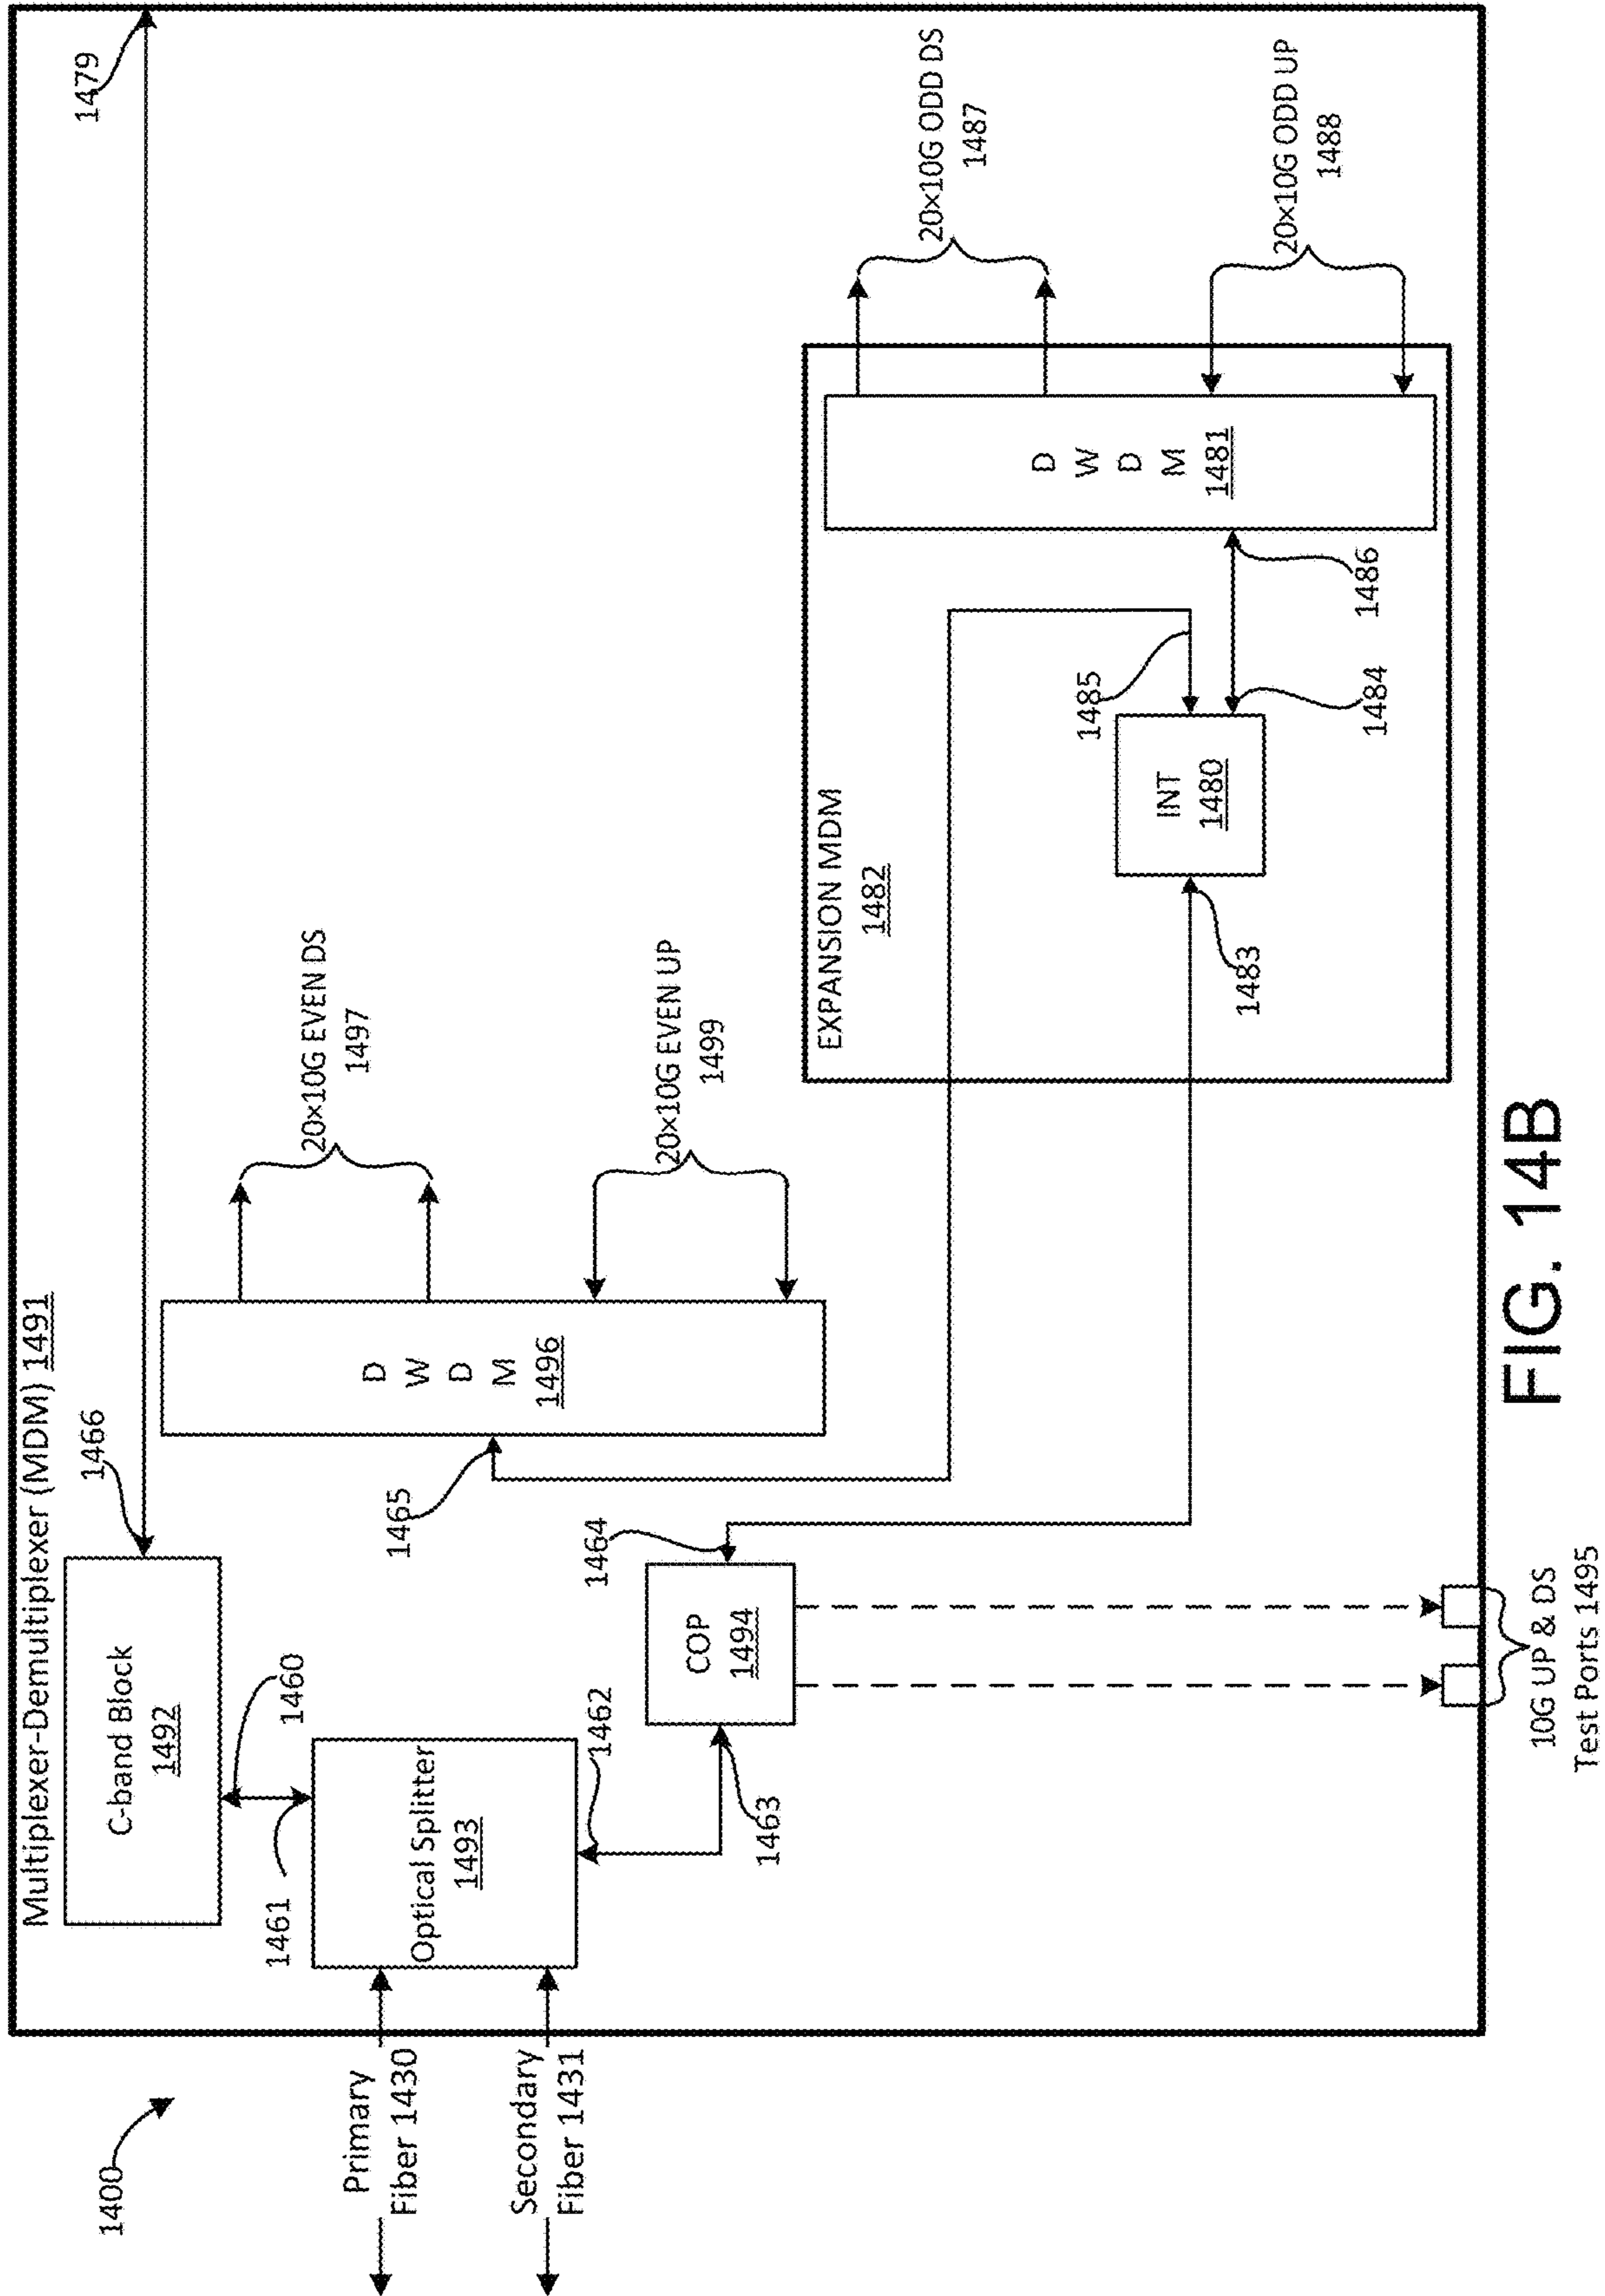 1400
Primary
Fiber 1430
Secondary
Fiber 1431
Multiplexer-Demultiplexer (MDM) 1491
C-band Block
1492
1466
1479
1460
1461
Optical Splitter
1493
1462
1463
COP
1494
1464
1465
D
W
D
M
1496
20×10G EVEN DS
1497
20×10G EVEN UP
1499
EXPANSION MDM
1482
1483
INT
1480
1485
1484
1486
D
W
D
M
1481
20×10G ODD DS
1487
20×10G ODD UP
1488
10G UP & DS
Test Ports 1495
FIG. 14B